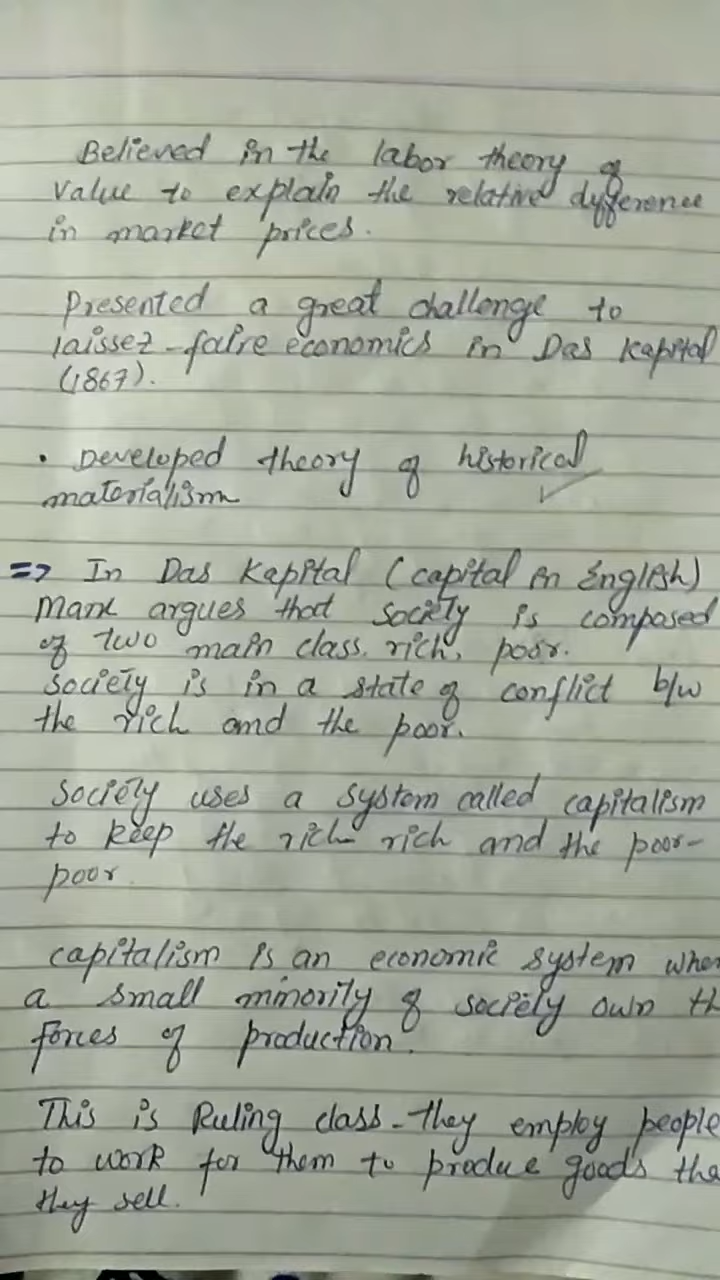 Believed in the labor theory of
value to explain the relative difference
in market prices.
Presented a great challenge to
laissez-faire economics in Das Kapital
(1867).
• Developed theory of historical
materialism
=> In Das Kapital (capital in English)
Marx argues that society is composed
of two main class. rich, poor.
society is in a state of conflict b/w
the rich and the poor.
Society uses a system called capitalism
to keep the rich rich and the poor-
poor.
capitalism is an economic system wher
a small minority of society own th
forces of production.
This is Ruling class - they employ people
to work for them to produce goods tha
they sell.